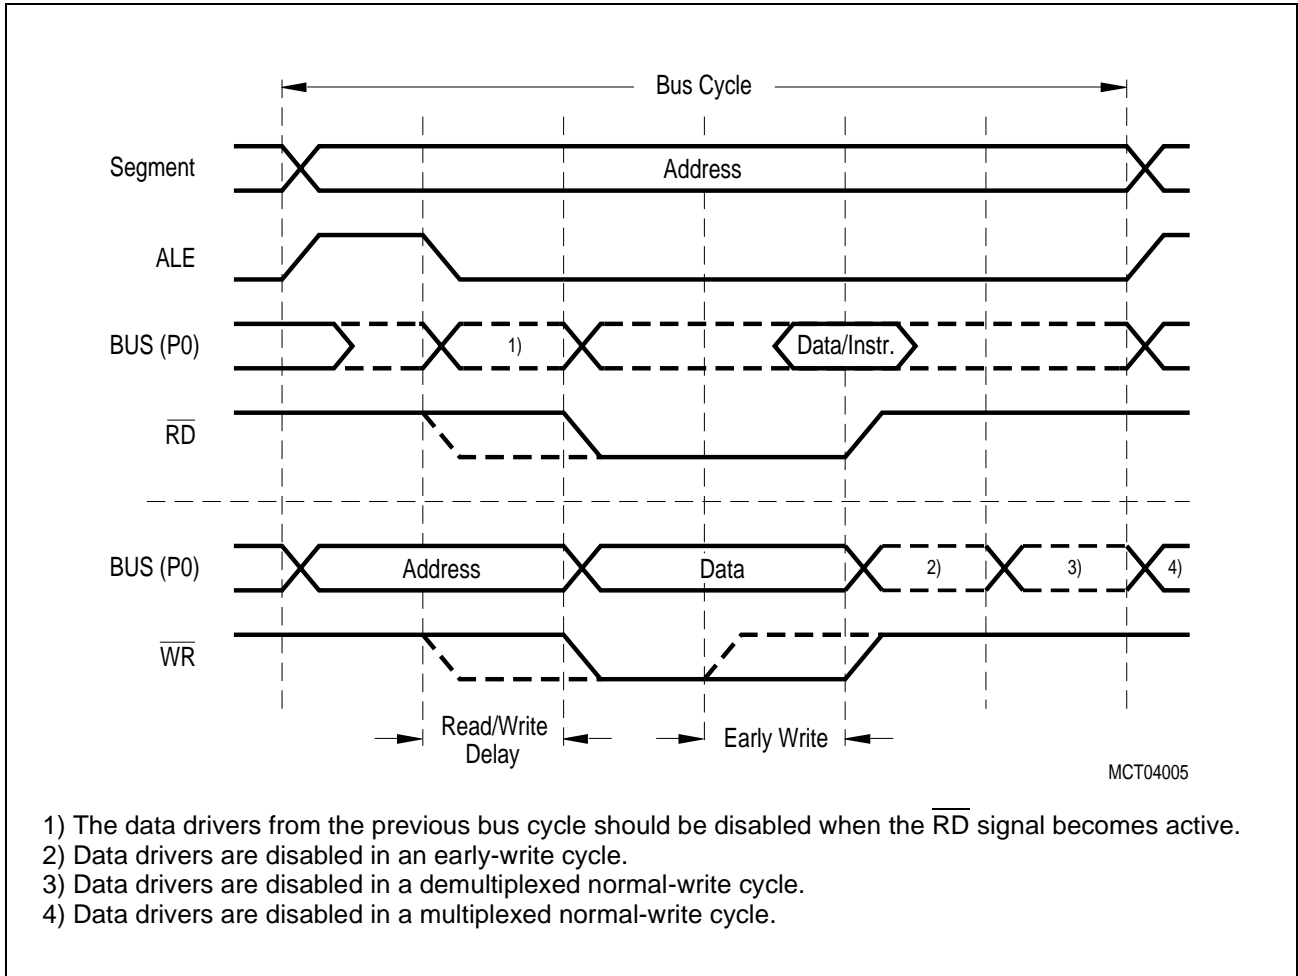 Bus Cycle
Segment
Address
ALE
BUS (P0)
1)
Data/Instr.
RD
BUS (P0)
Address
Data
2)
3)
4)
WR
Read/Write
Delay
Early Write
MCT04005
1) The data drivers from the previous bus cycle should be disabled when the RD signal becomes active.
2) Data drivers are disabled in an early-write cycle.
3) Data drivers are disabled in a demultiplexed normal-write cycle.
4) Data drivers are disabled in a multiplexed normal-write cycle.